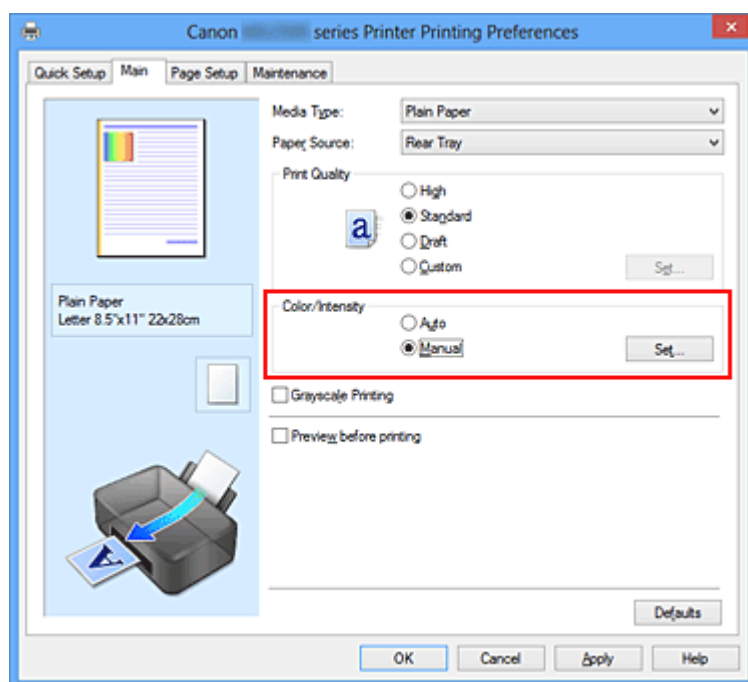 Canon series Printer Printing Preferences
Quick Setup Main Page Setup Maintenance
Media Type: Plain Paper
Paper Source: Rear Tray
Print Quality
High
a Standard
Draft
Custom Set...
Plain Paper
Letter 8.5"x11" 22x28cm
Color/Intensity
Auto
Manual Set...
Grayscale Printing
Preview before printing
A
Defaults
OK Cancel Apply Help